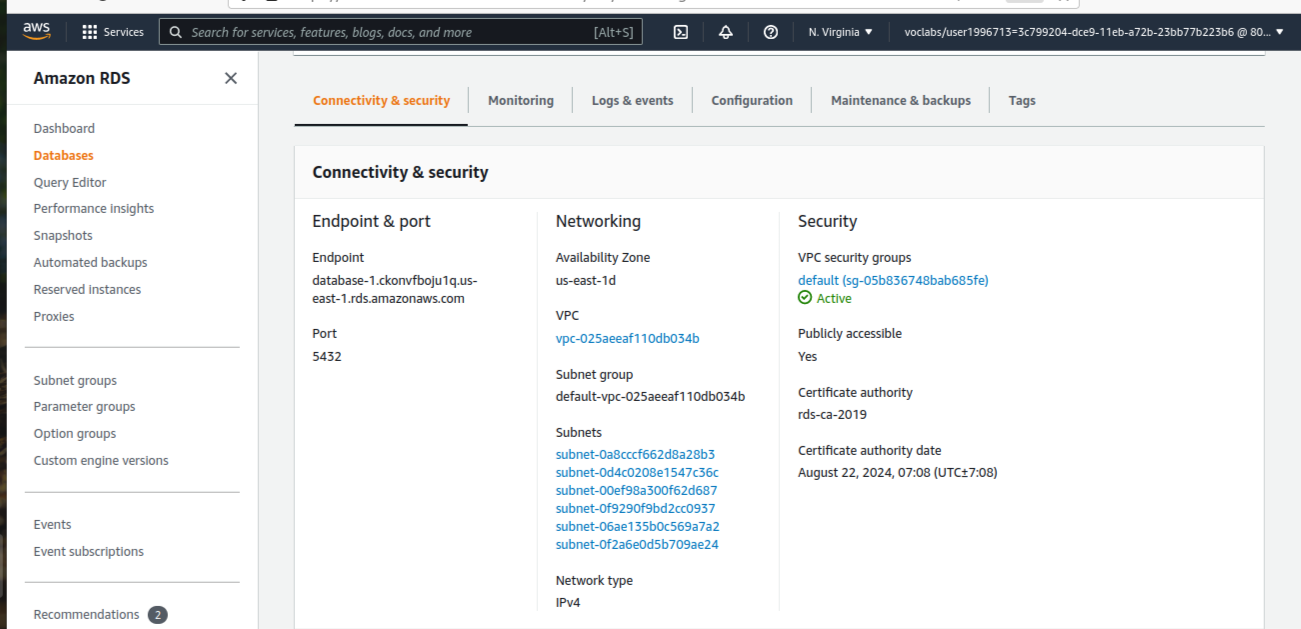 aws
Services
Search for services, features, blogs, docs, and more
[Alt+S]
N. Virginia ▼
voclabs/user1996713=3c799204-dce9-11eb-a72b-23bb77b223b6 @ 80... ▼
Amazon RDS
Dashboard
Databases
Query Editor
Performance insights
Snapshots
Automated backups
Reserved instances
Proxies
Subnet groups
Parameter groups
Option groups
Custom engine versions
Events
Event subscriptions
Recommendations 2
Connectivity & security
Monitoring
Logs & events
Configuration
Maintenance & backups
Tags
Connectivity & security
Endpoint & port
Endpoint
database-1.ckonvfboju1q.us-
east-1.rds.amazonaws.com
Port
5432
Networking
Availability Zone
us-east-1d
VPC
vpc-025aeeaf110db034b
Subnet group
default-vpc-025aeeaf110db034b
Subnets
subnet-0a8cccf662d8a28b3
subnet-0d4c0208e1547c36c
subnet-00ef98a300f62d687
subnet-0f9290f9bd2cc0937
subnet-06ae135b0c569a7a2
subnet-0f2a6e0d5b709ae24
Network type
IPv4
Security
VPC security groups
default (sg-05b836748bab685fe)
Active
Publicly accessible
Yes
Certificate authority
rds-ca-2019
Certificate authority date
August 22, 2024, 07:08 (UTC±7:08)